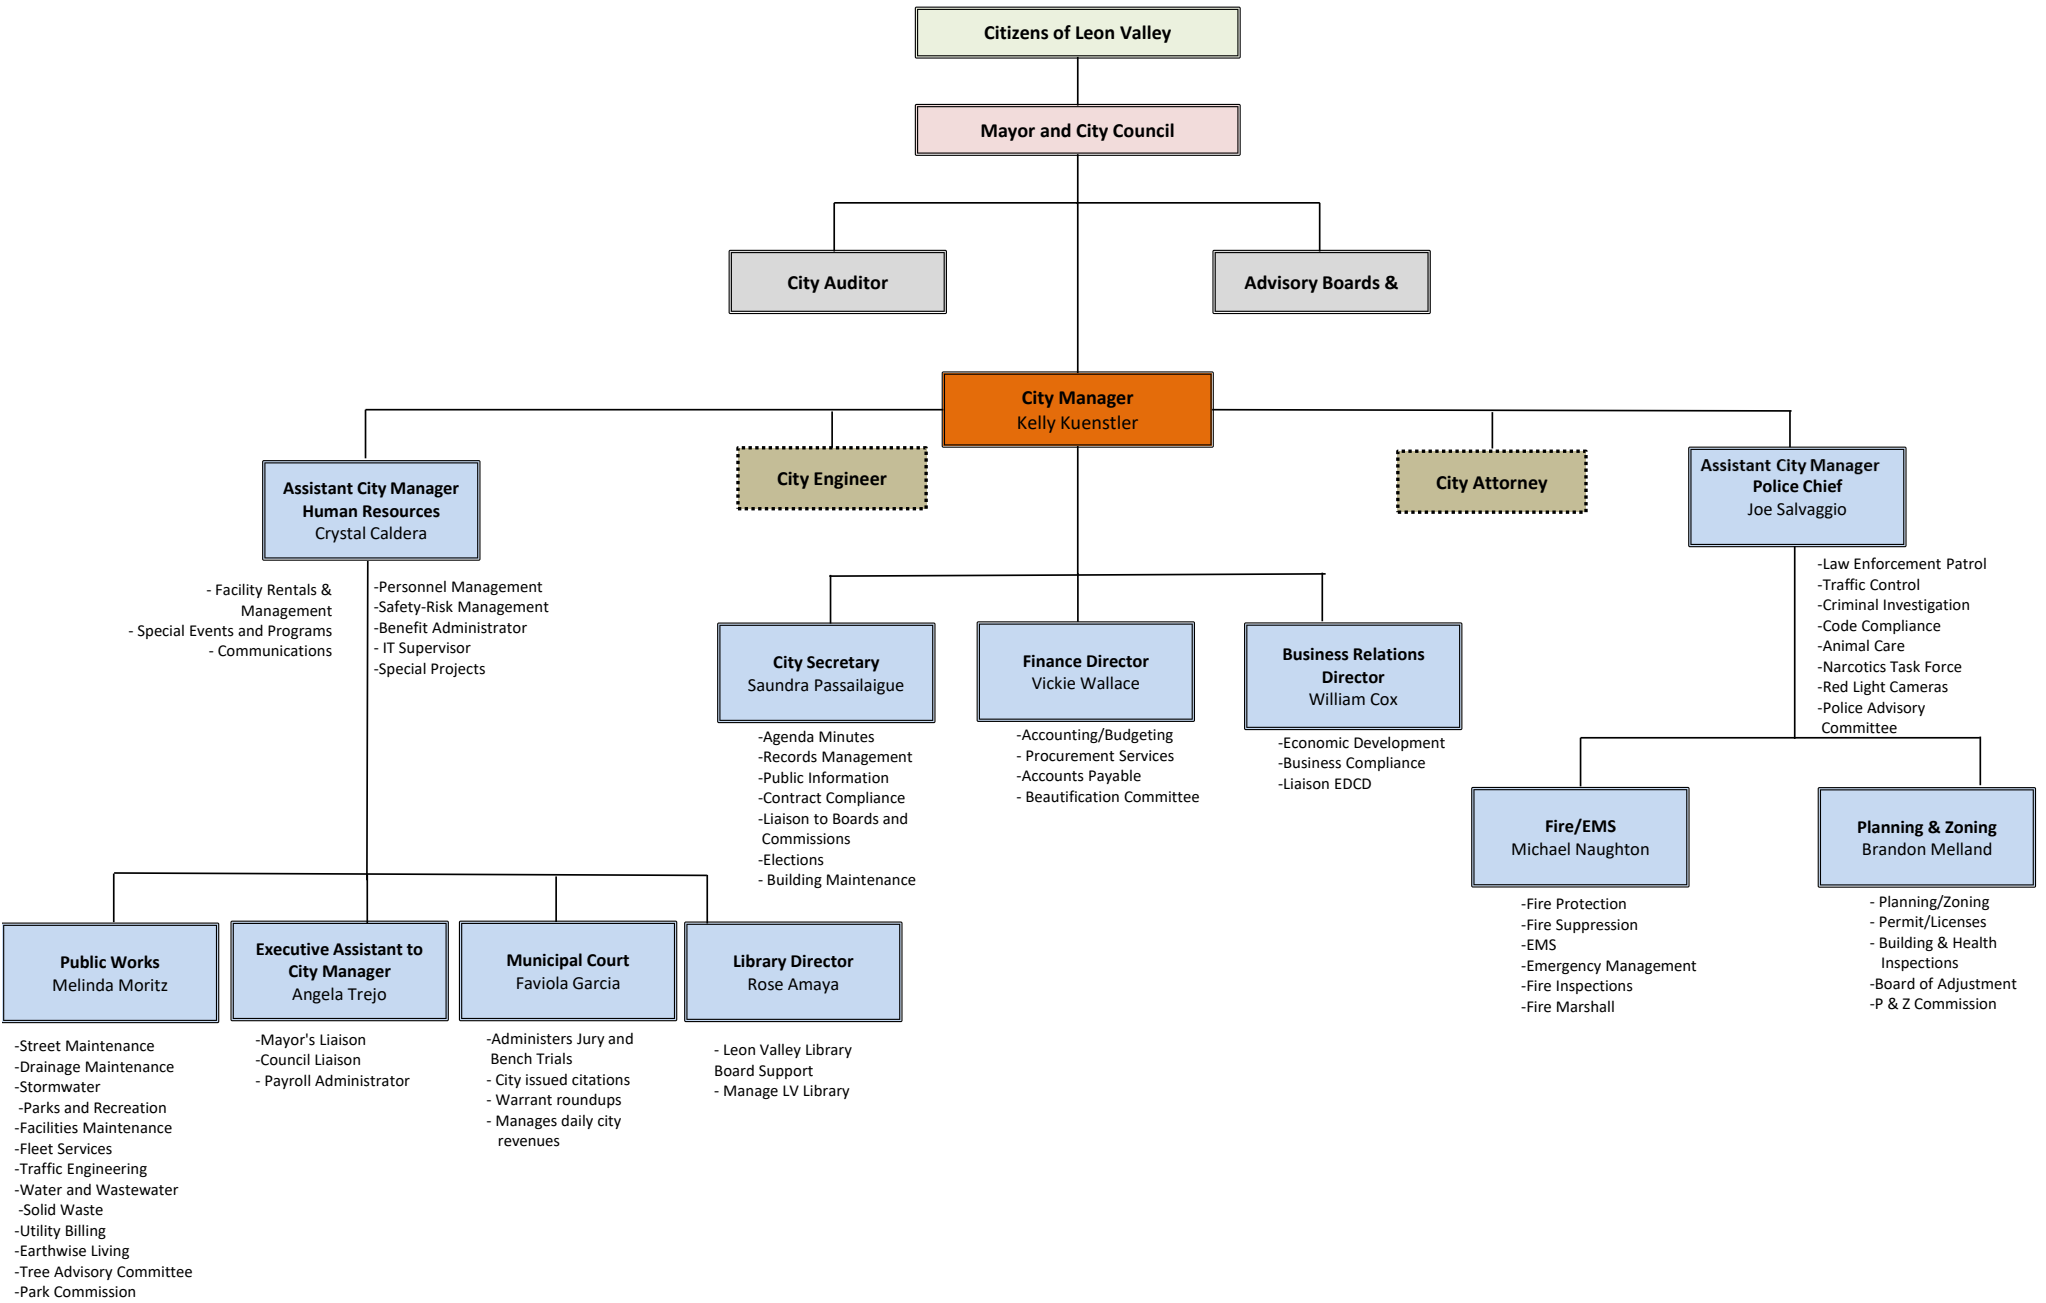 Citizens of Leon Valley
Mayor and City Council
City Auditor
Advisory Boards &
City Manager
Kelly Kuenstler
Assistant City Manager
Human Resources
Crystal Caldera
- Facility Rentals &
Management
- Special Events and Programs
- Communications
-Personnel Management
-Safety-Risk Management
-Benefit Administrator
- IT Supervisor
-Special Projects
City Engineer
City Attorney
Assistant City Manager
Police Chief
Joe Salvaggio
-Law Enforcement Patrol
-Traffic Control
-Criminal Investigation
-Code Compliance
-Animal Care
-Narcotics Task Force
-Red Light Cameras
-Police Advisory
Committee
City Secretary
Saundra Passailaigue
-Agenda Minutes
-Records Management
-Public Information
-Contract Compliance
-Liaison to Boards and
Commissions
-Elections
- Building Maintenance
Finance Director
Vickie Wallace
-Accounting/Budgeting
- Procurement Services
-Accounts Payable
- Beautification Committee
Business Relations
Director
William Cox
-Economic Development
-Business Compliance
-Liaison EDCD
Fire/EMS
Michael Naughton
-Fire Protection
-Fire Suppression
-EMS
-Emergency Management
-Fire Inspections
-Fire Marshall
Planning & Zoning
Brandon Melland
- Planning/Zoning
- Permit/Licenses
- Building & Health
Inspections
-Board of Adjustment
-P & Z Commission
Public Works
Melinda Moritz
-Street Maintenance
-Drainage Maintenance
-Stormwater
-Parks and Recreation
-Facilities Maintenance
-Fleet Services
-Traffic Engineering
-Water and Wastewater
-Solid Waste
-Utility Billing
-Earthwise Living
-Tree Advisory Committee
-Park Commission
Executive Assistant to
City Manager
Angela Trejo
-Mayor's Liaison
-Council Liaison
- Payroll Administrator
Municipal Court
Faviola Garcia
-Administers Jury and
Bench Trials
- City issued citations
- Warrant roundups
- Manages daily city
revenues
Library Director
Rose Amaya
- Leon Valley Library
Board Support
- Manage LV Library